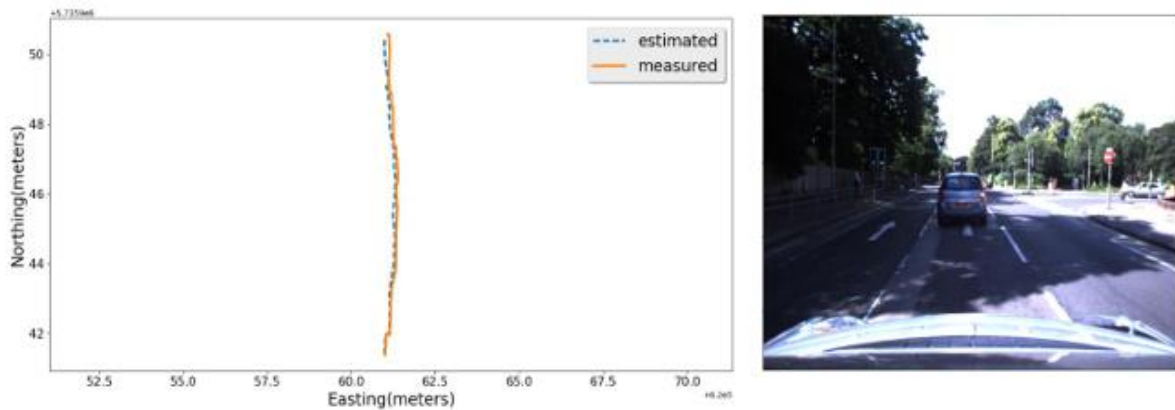 +5.7359e6
50
48
46
44
42
Northing(meters)
estimated
measured
52.5 55.0 57.5 60.0 62.5 65.0 67.5 70.0
Easting(meters)
+6.2e5